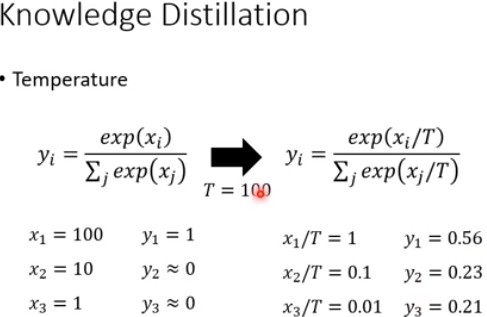 Knowledge Distillation
• Temperature
y_i = exp(x_i) / ∑_j exp(x_j)
T = 100
y_i = exp(x_i/T) / ∑_j exp(x_j/T)
x_1 = 100 y_1 = 1 x_1/T = 1 y_1 = 0.56
x_2 = 10 y_2 ≈ 0 x_2/T = 0.1 y_2 = 0.23
x_3 = 1 y_3 ≈ 0 x_3/T = 0.01 y_3 = 0.21